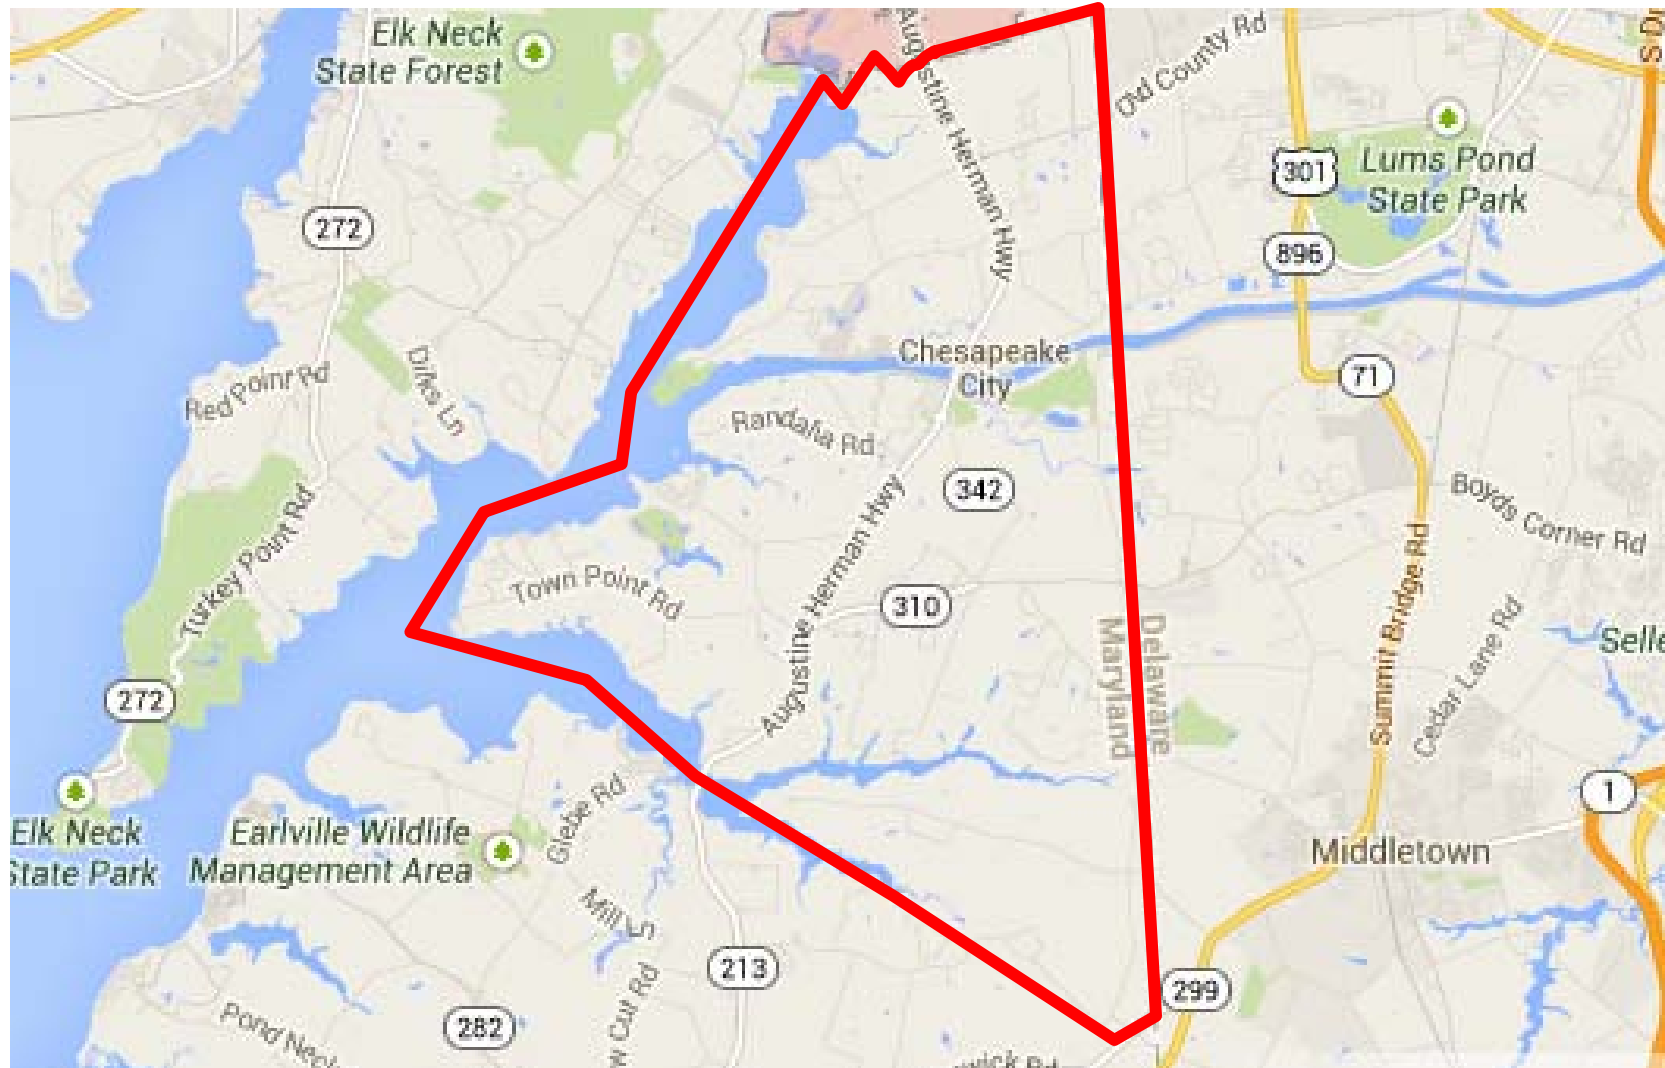 Elk Neck
State Forest
Augustine Herman Hwy
Old County Rd
S D
301
Lums Pond
State Park
272
896
Chesapeake
City
71
Red Point Rd
Dilks Ln
Randalia Rd
342
Boyds Corner Rd
Turkey Point Rd
Augustine Herman Hwy
Town Point Rd
310
Summit Bridge Rd
Cedar Lane Rd
Delaware
Maryland
Selle
272
1
Elk Neck
State Park
Earlville Wildlife
Management Area
Glebe Rd
Middletown
Mill Ln
213
299
282
w Cut Rd
Pond Neck
wick Rd